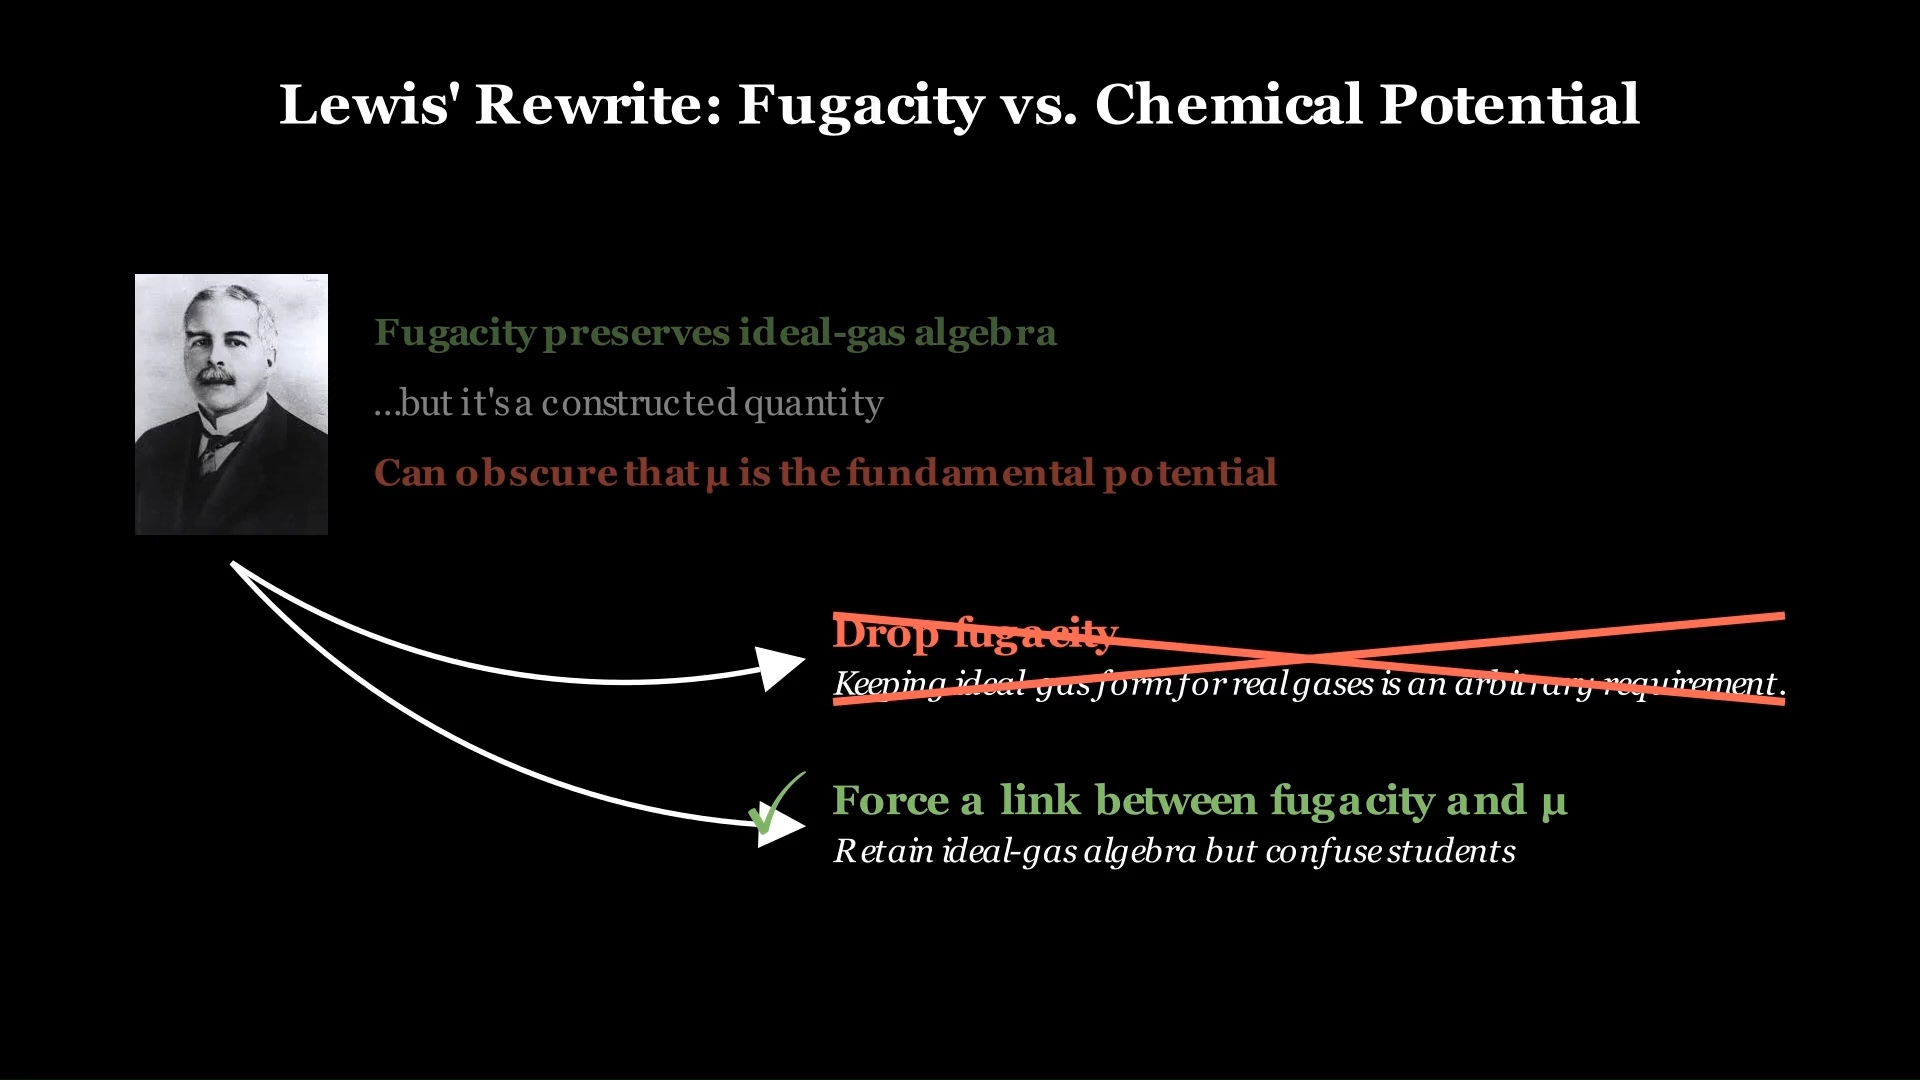 Lewis' Rewrite: Fugacity vs. Chemical Potential
Fugacity preserves ideal-gas algebra
...but it's a constructed quantity
Can obscure that μ is the fundamental potential
Drop fugacity
Keeping ideal-gas form for real gases is an arbitrary requirement.
Force a link between fugacity and μ
Retain ideal-gas algebra but confuse students